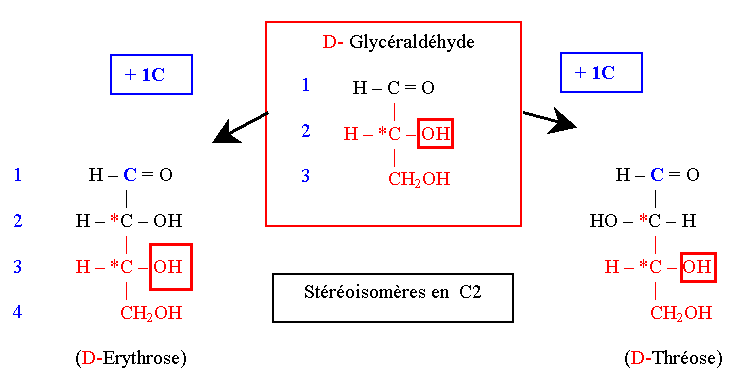 D- Glycéraldéhyde
+ 1C
+ 1C
1 H – C = O
2 H – *C – OH
3 CH₂OH
1 H – C = O
2 H – *C – OH
3 H – *C – OH
4 CH₂OH
(D-Erythrose)
Stéréoisomères en C2
H – C = O
HO – *C – H
H – *C – OH
CH₂OH
(D-Thréose)